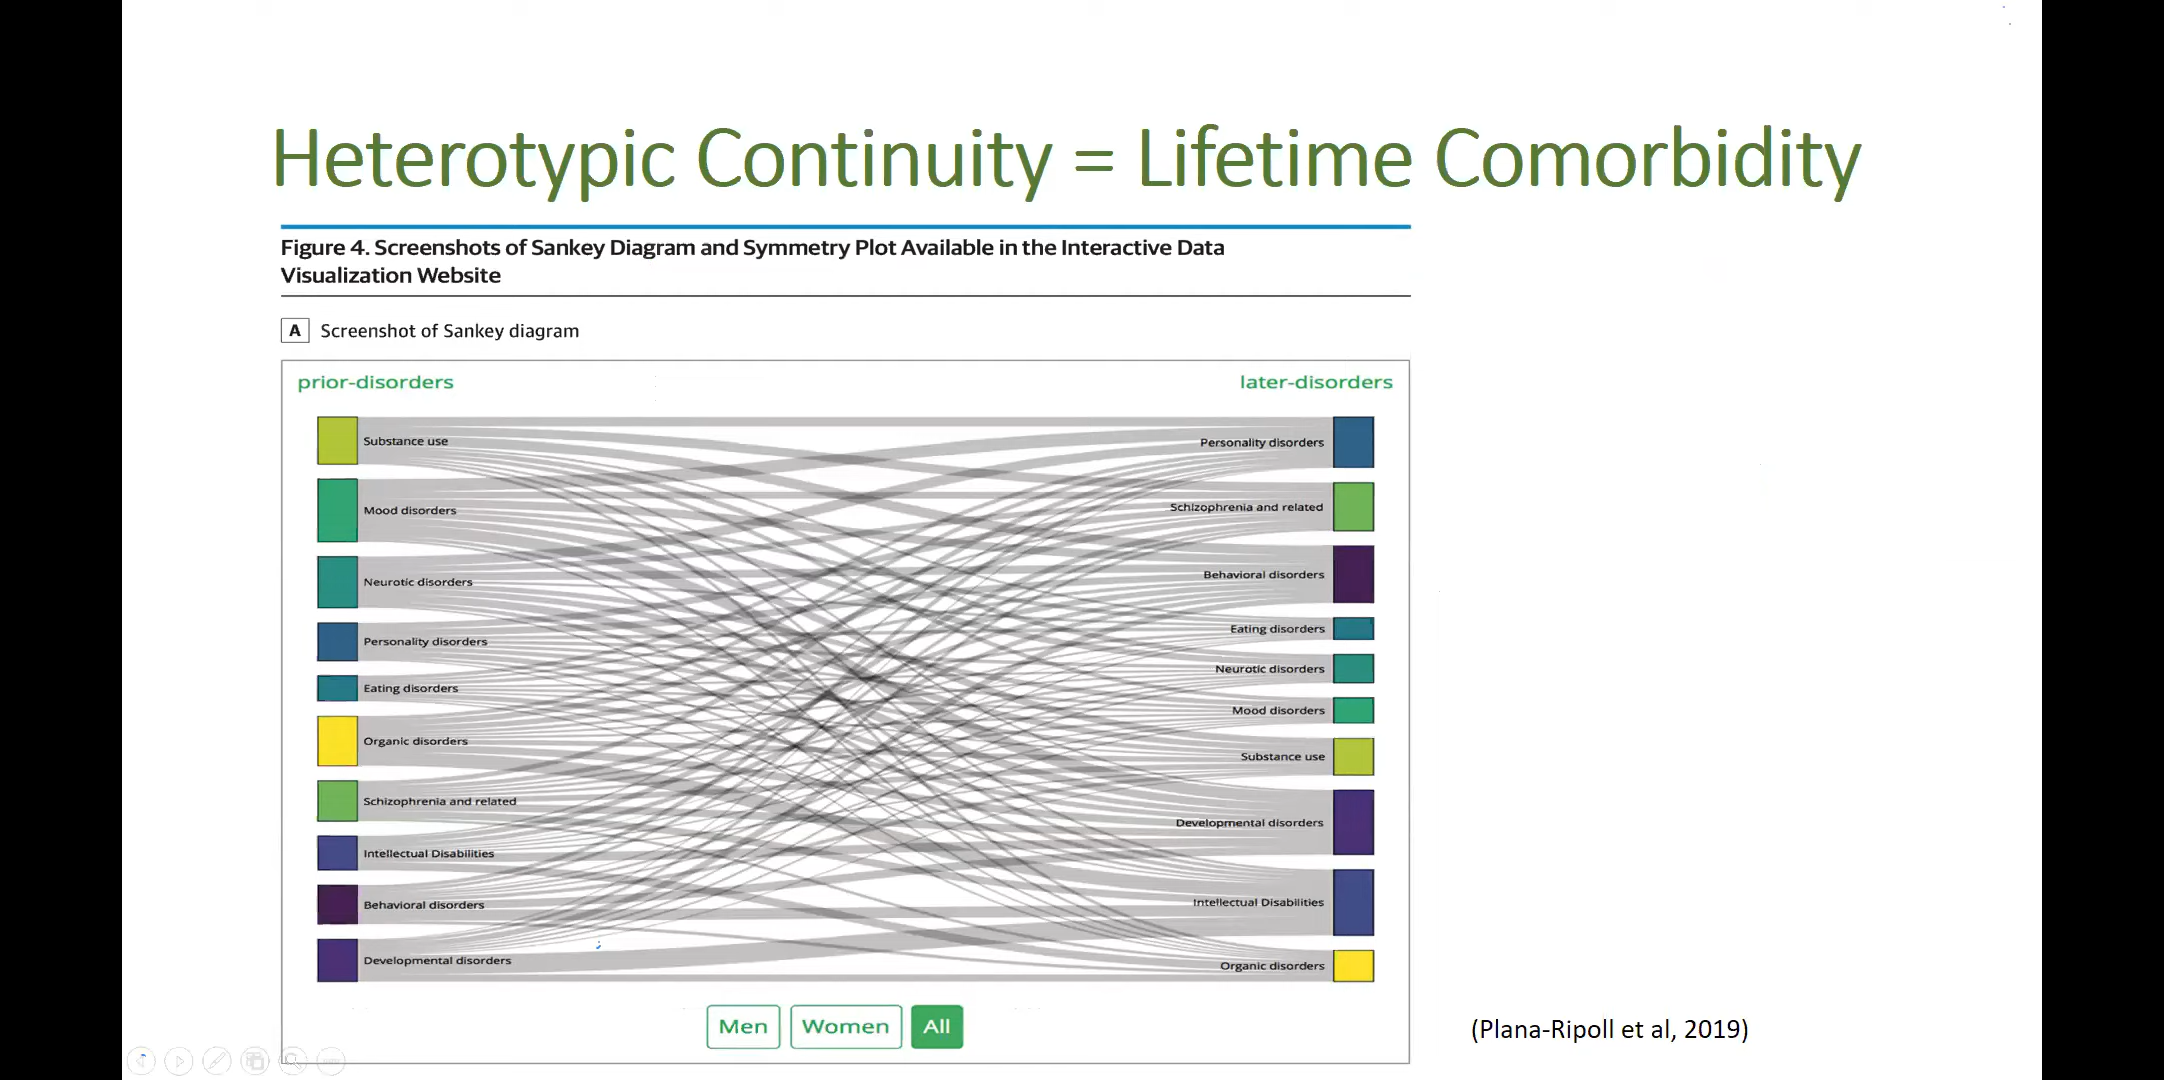 Heterotypic Continuity = Lifetime Comorbidity
Figure 4. Screenshots of Sankey Diagram and Symmetry Plot Available in the Interactive Data
Visualization Website
A Screenshot of Sankey diagram
prior-disorders
later-disorders
Substance use
Mood disorders
Neurotic disorders
Personality disorders
Eating disorders
Organic disorders
Schizophrenia and related
Intellectual Disabilities
Behavioral disorders
Developmental disorders
Personality disorders
Schizophrenia and related
Behavioral disorders
Eating disorders
Neurotic disorders
Mood disorders
Substance use
Developmental disorders
Intellectual Disabilities
Organic disorders
Men Women All
(Plana-Ripoll et al, 2019)